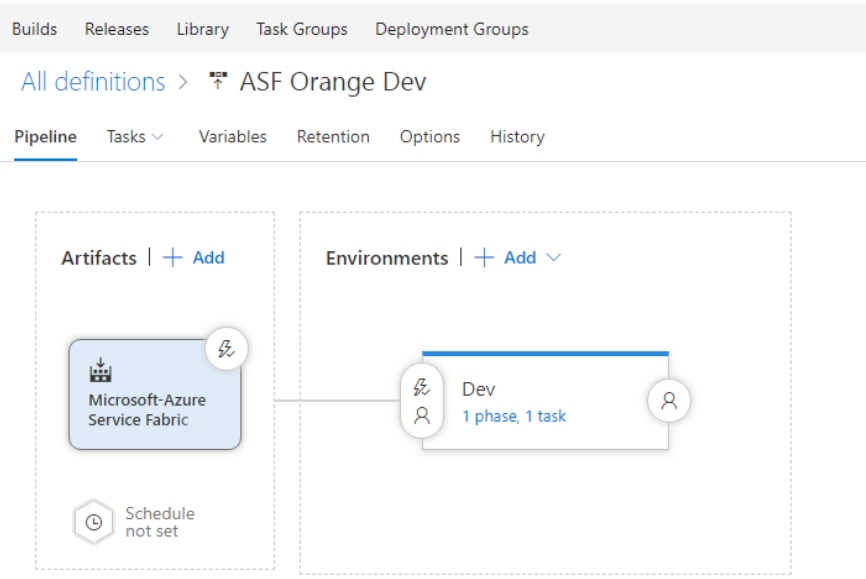 Builds Releases Library Task Groups Deployment Groups
All definitions > ASF Orange Dev
Pipeline Tasks Variables Retention Options History
Artifacts | + Add
Environments | + Add
Microsoft-Azure
Service Fabric
Dev
1 phase, 1 task
Schedule
not set